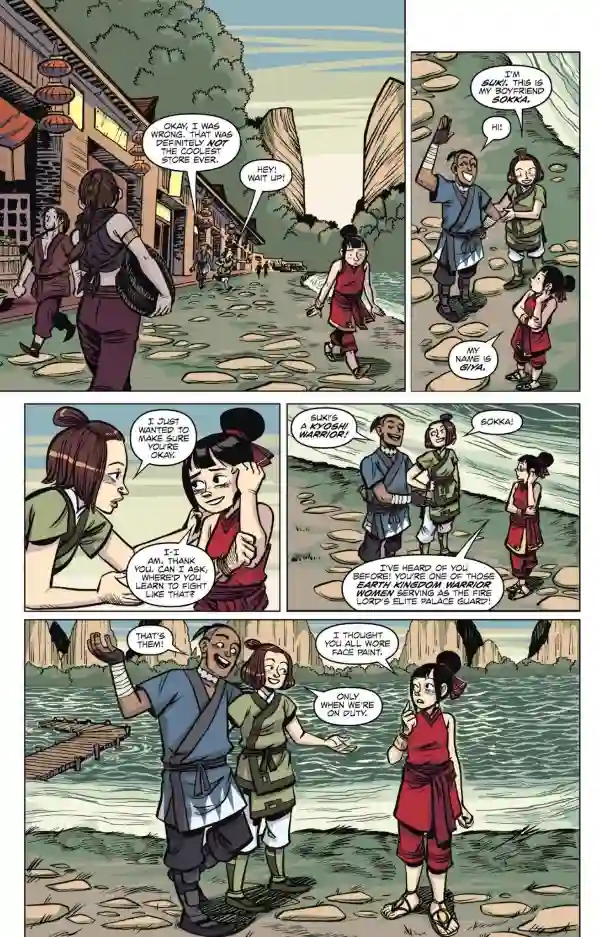 OKAY, I WAS
WRONG. THAT WAS
DEFINITELY NOT
THE COOLEST
STORE EVER.
HEY!
WAIT UP!
I'M
SUKI. THIS IS
MY BOYFRIEND
SOKKA.
HI!
MY
NAME IS
GIYA.
I JUST
WANTED TO
MAKE SURE
YOU'RE
OKAY.
I-I
AM. THANK
YOU. CAN I ASK,
WHERE'D YOU
LEARN TO FIGHT
LIKE THAT?
SUKI'S
A KYOSHI
WARRIOR!
SOKKA!
I'VE HEARD OF YOU
BEFORE! YOU'RE ONE OF THOSE
EARTH KINGDOM WARRIOR
WOMEN SERVING AS THE FIRE
LORD'S ELITE PALACE GUARD!
THAT'S
THEM!
I THOUGHT
YOU ALL WORE
FACE PAINT.
ONLY
WHEN WE'RE
ON DUTY.